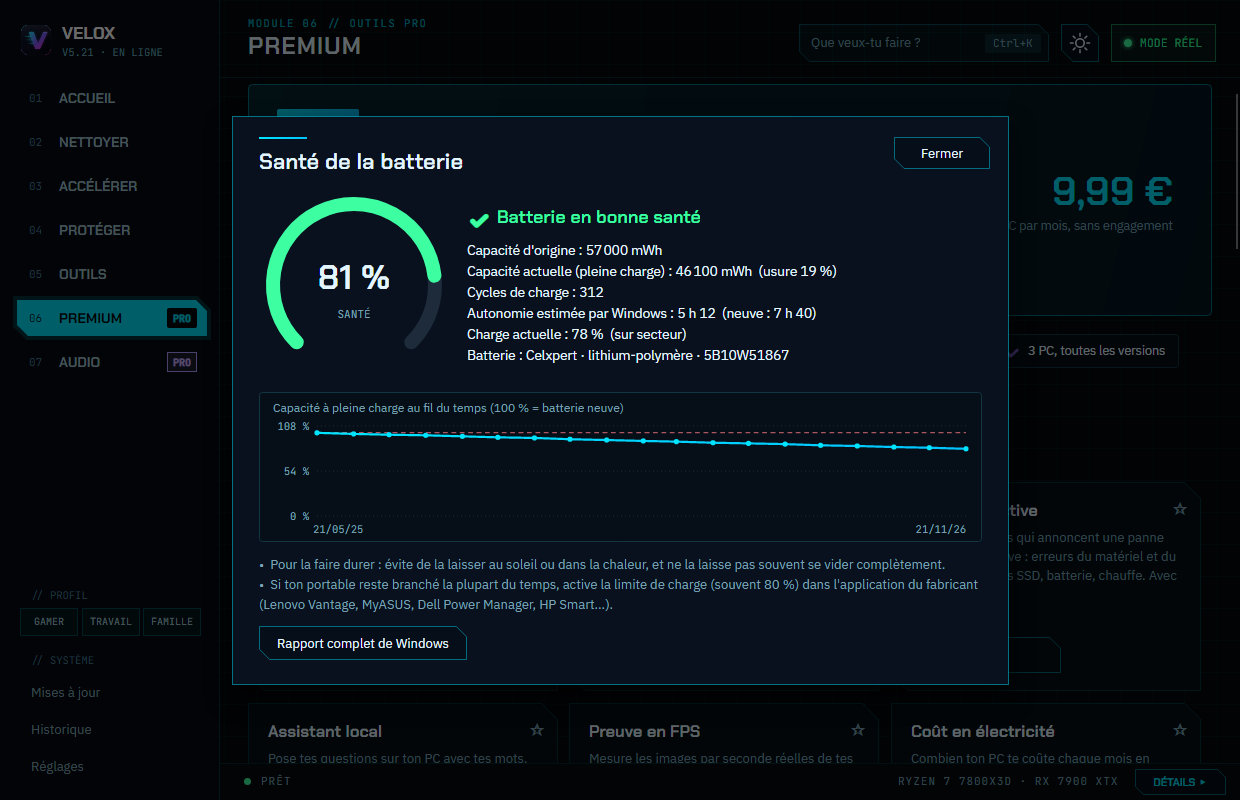 VELOX
V5.21 · EN LIGNE
01 ACCUEIL
02 NETTOYER
03 ACCÉLÉRER
04 PROTÉGER
05 OUTILS
06 PREMIUM PRO
07 AUDIO PRO
// PROFIL
GAMER TRAVAIL FAMILLE
// SYSTÈME
Mises à jour
Historique
Réglages
MODULE 06 // OUTILS PRO
PREMIUM
Que veux-tu faire ? Ctrl+K
MODE RÉEL
9,99 €
par mois, sans engagement
3 PC, toutes les versions
Santé de la batterie
Fermer
81 %
SANTÉ
Batterie en bonne santé
Capacité d'origine : 57 000 mWh
Capacité actuelle (pleine charge) : 46 100 mWh (usure 19 %)
Cycles de charge : 312
Autonomie estimée par Windows : 5 h 12 (neuve : 7 h 40)
Charge actuelle : 78 % (sur secteur)
Batterie : Celxpert · lithium-polymère · 5B10W51867
Capacité à pleine charge au fil du temps (100 % = batterie neuve)
108 %
54 %
0 %
21/05/25 21/11/26
• Pour la faire durer : évite de la laisser au soleil ou dans la chaleur, et ne la laisse pas souvent se vider complètement.
• Si ton portable reste branché la plupart du temps, active la limite de charge (souvent 80 %) dans l'application du fabricant
(Lenovo Vantage, MyASUS, Dell Power Manager, HP Smart...).
Rapport complet de Windows
tive
s qui annoncent une panne
ve : erreurs du matériel et du
s SSD, batterie, chauffe. Avec
Assistant local
Pose tes questions sur ton PC avec tes mots.
Preuve en FPS
Mesure les images par seconde réelles de tes
Coût en électricité
Combien ton PC te coûte chaque mois en
PRÊT
RYZEN 7 7800X3D · RX 7900 XTX
DÉTAILS ▸